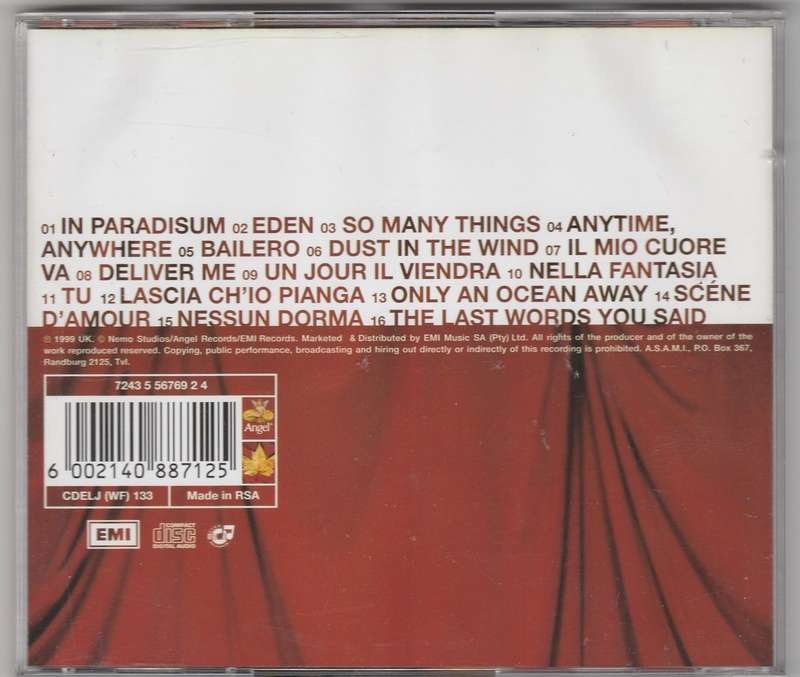 01 IN PARADISUM 02 EDEN 03 SO MANY THINGS 04 ANYTIME,
ANYWHERE 05 BAILERO 06 DUST IN THE WIND 07 IL MIO CUORE
VA 08 DELIVER ME 09 UN JOUR IL VIENDRA 10 NELLA FANTASIA
11 TU 12 LASCIA CH'IO PIANGA 13 ONLY AN OCEAN AWAY 14 SCÉNE
D'AMOUR 15 NESSUN DORMA 16 THE LAST WORDS YOU SAID
℗ 1999 UK. © Nemo Studios/Angel Records/EMI Records. Marketed & Distributed by EMI Music SA (Pty) Ltd. All rights of the producer and of the owner of the
work reproduced reserved. Copying, public performance, broadcasting and hiring out directly or indirectly of this recording is prohibited. A.S.A.M.I., P.O. Box 367,
Randburg 2125, Tvl.
7243 5 56769 2 4
Angel
6 002140 887125
CDELJ (WF) 133 Made in RSA
EMI COMPACT disc DIGITAL AUDIO